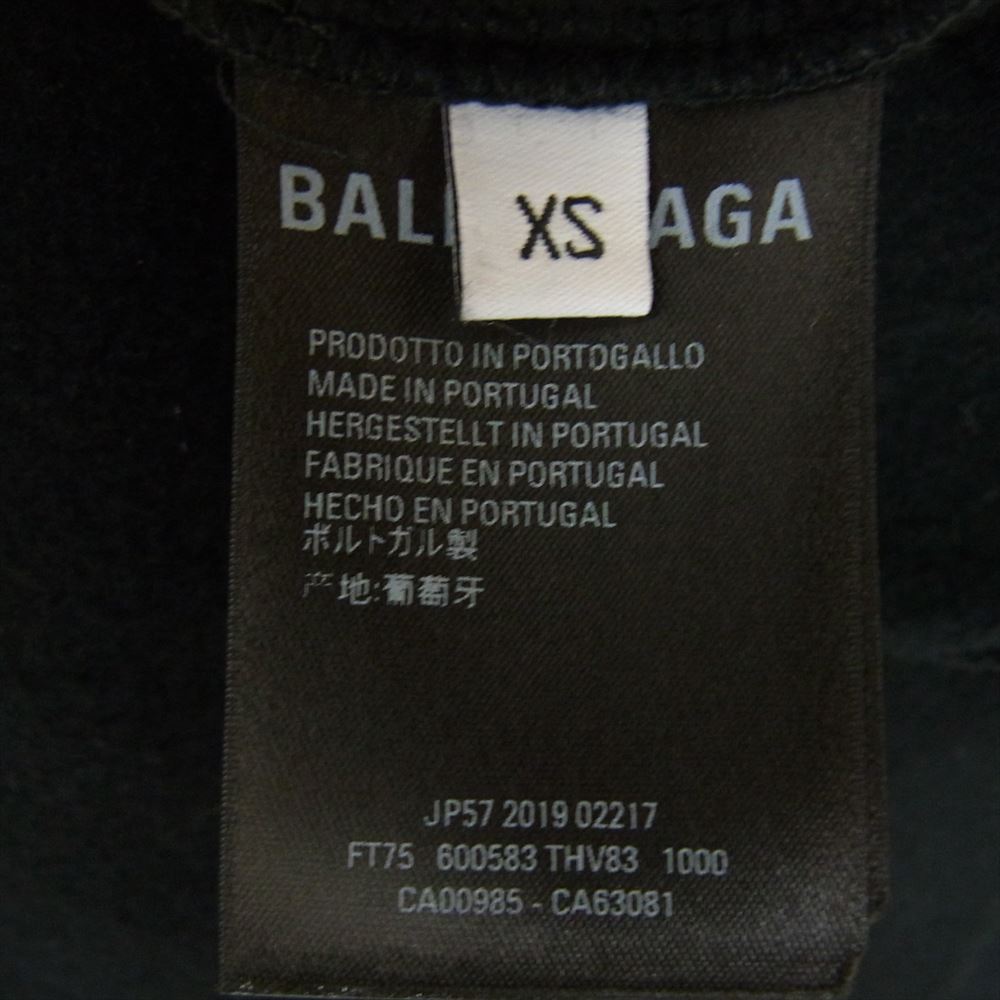 BAL AGA
XS
PRODOTTO IN PORTOGALLO
MADE IN PORTUGAL
HERGESTELLT IN PORTUGAL
FABRIQUE EN PORTUGAL
HECHO EN PORTUGAL
ポルトガル製
产地:葡萄牙
JP57 2019 02217
FT75 600583 THV83 1000
CA00985 - CA63081